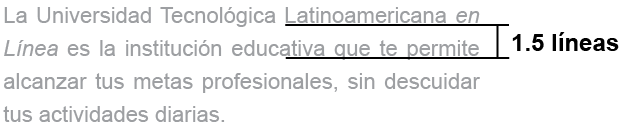 La Universidad Tecnológica Latinoamericana en
Línea es la institución educativa que te permite
alcanzar tus metas profesionales, sin descuidar
tus actividades diarias.
1.5 líneas